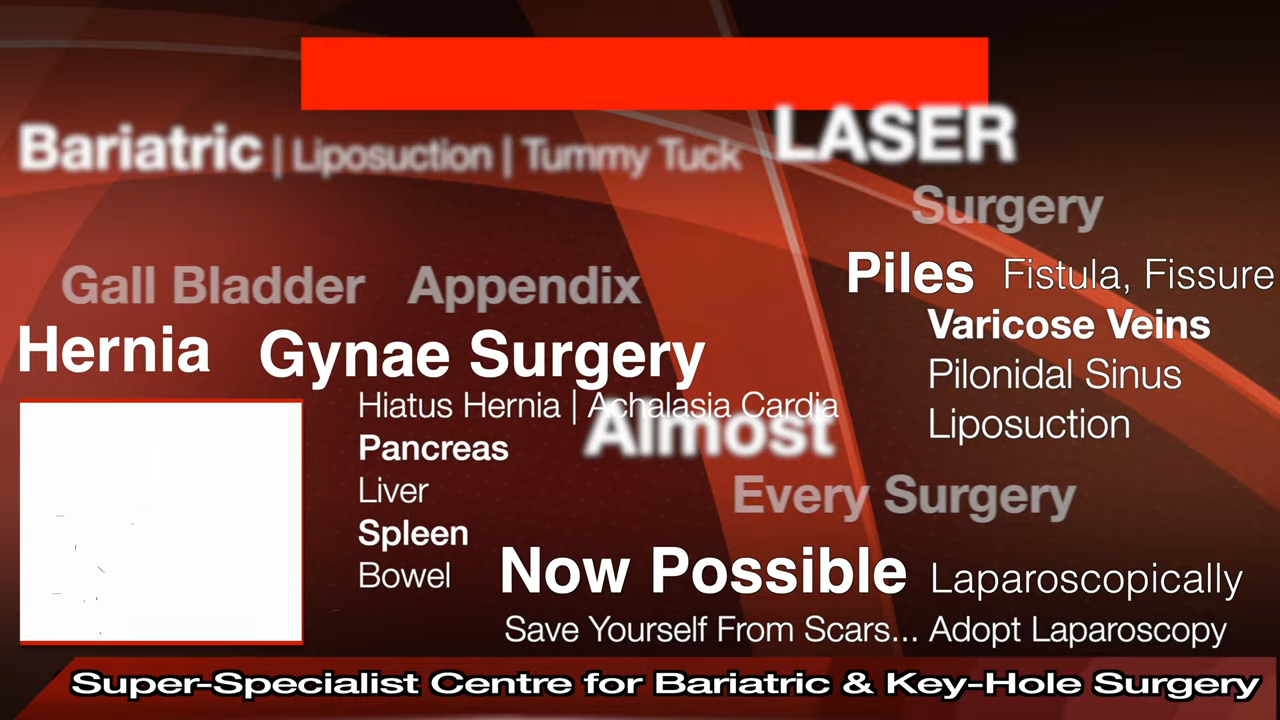 Bariatric | Liposuction | Tummy Tuck
LASER
Surgery
Gall Bladder Appendix
Piles Fistula, Fissure
Hernia Gynae Surgery
Varicose Veins
Pilonidal Sinus
Hiatus Hernia | Achalasia Cardia
Liposuction
Almost
Pancreas
Liver
Every Surgery
Spleen
Bowel
Now Possible Laparoscopically
Save Yourself From Scars... Adopt Laparoscopy
Super-Specialist Centre for Bariatric & Key-Hole Surgery